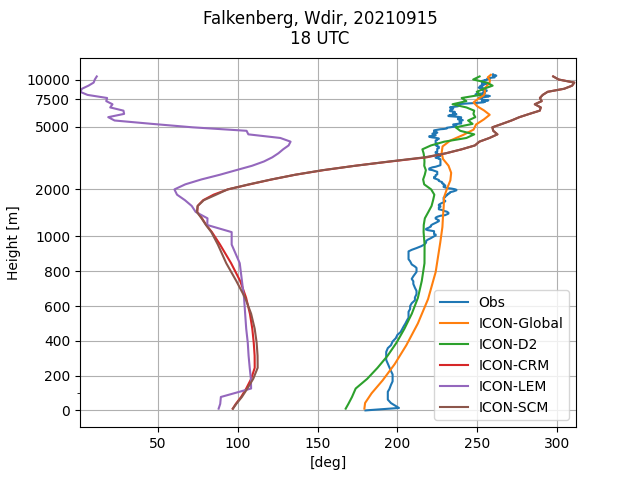 Falkenberg, Wdir, 20210915
18 UTC
Height [m]
10000
7500
5000
2000
1000
800
600
400
200
0
50
100
150
200
250
300
[deg]
Obs
ICON-Global
ICON-D2
ICON-CRM
ICON-LEM
ICON-SCM